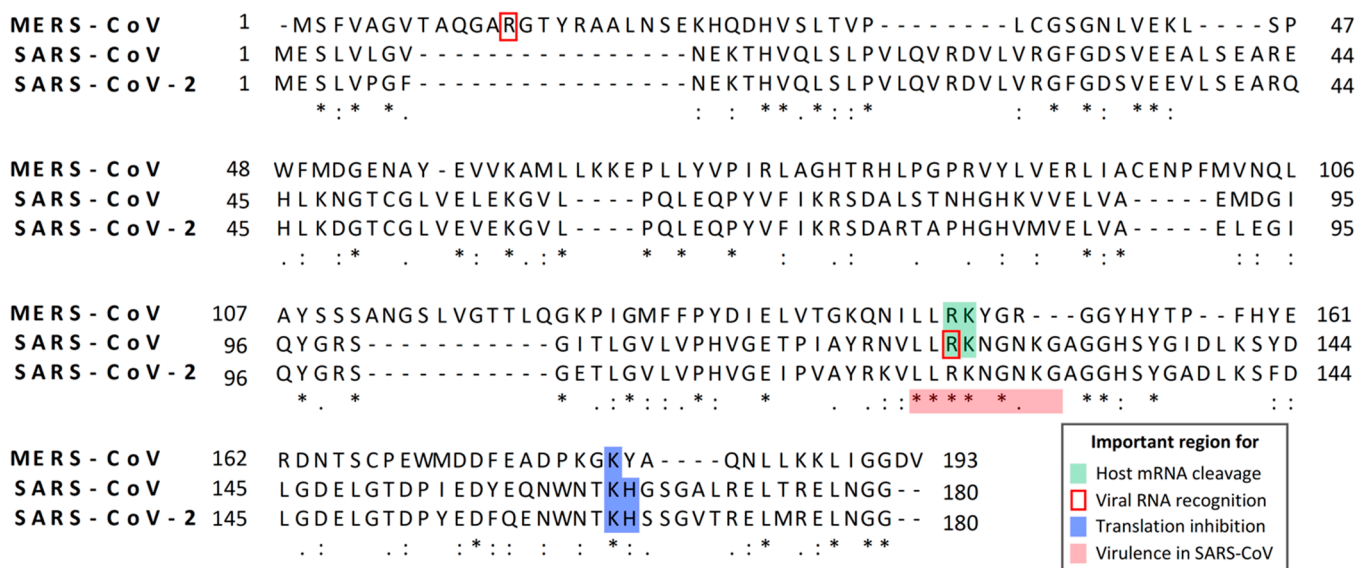 MERS-CoV 1 -MSFVAGVTAQGARGTYRAALNSEKHQDHVSLTVP--------LCGSGNLVEKL---SP 47
SARS-CoV 1 MESLVLGV----------------NEKTHVQLSLPVLQVRDVLVRGFGDSVEEALSEARE 44
SARS-CoV-2 1 MESLVPGF----------------NEKTHVQLSLPVLQVRDVLVRGFGDSVEEVLSEARQ 44
*:* *. : : **.*::* : * *: **:
MERS-CoV 48 WFMDGENAY-EVVKAMLLKKEPLLYVPIRLAGHTRHLPGPRVYLVERLIACENPFMVNQL 106
SARS-CoV 45 HLKNGTCGLVELEKGVL----PQLEQPYVFIKRSDALSTNHGHKVVELVA-----EMDGI 95
SARS-CoV-2 45 HLKDGTCGLVEVEKGVL----PQLEQPYVFIKRSDARTAPHGHVMVELVA-----ELEGI 95
.: :* . *: *.:* * * * : .: . . : ** :: :
MERS-CoV 107 AYSSSANGSLVGTTLQGKPIGMFFPYDIELVTGKQNILLRKYGR---GGYHYTP--FHYE 161
SARS-CoV 96 QYGRS-----------GITLGVLVPHVGETPIAYRNVLLRKNGNKGAGGHSYGIDLKSYD 144
SARS-CoV-2 96 QYGRS-----------GETLGVLVPHVGEIPVAYRKVLLRKNGNKGAGGHSYGADLKSFD 144
*. * * .:*:::.*: * . .::**** *. **: * ::
MERS-CoV 162 RDNTSCPEWMDDFEADPKGKYA----QNLLKKLIGGDV 193
SARS-CoV 145 LGDELGTDPIEDYEQNWNTKHGSGALRELTRELNGG-- 180
SARS-CoV-2 145 LGDELGTDPYEDFQENWNTKHSSGVTRELMRELNGG-- 180
.: .: :*: : : *:. .:* .:* **
Important region for
Host mRNA cleavage
Viral RNA recognition
Translation inhibition
Virulence in SARS-CoV